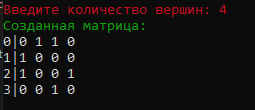 Введите количество вершин: 4
Созданная матрица:
0|0 1 1 0
1|1 0 0 0
2|1 0 0 1
3|0 0 1 0